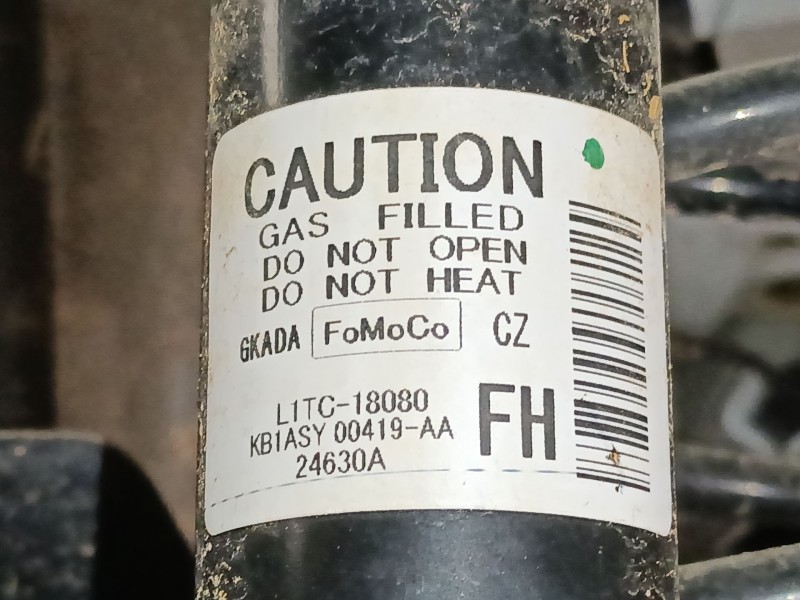 CAUTION
GAS FILLED
DO NOT OPEN
DO NOT HEAT
GKADA FoMoCo CZ
L1TC-18080
KB1ASY 00419-AA
24630A
FH